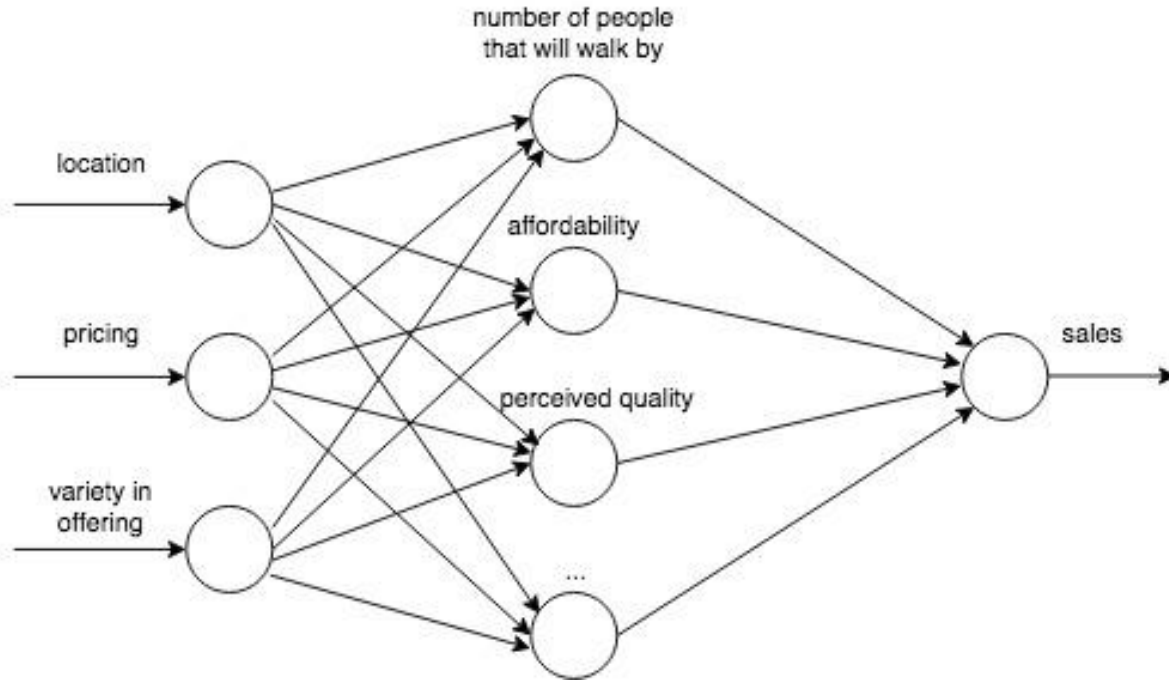 number of people
that will walk by
location
affordability
pricing
sales
perceived quality
variety in
offering
...